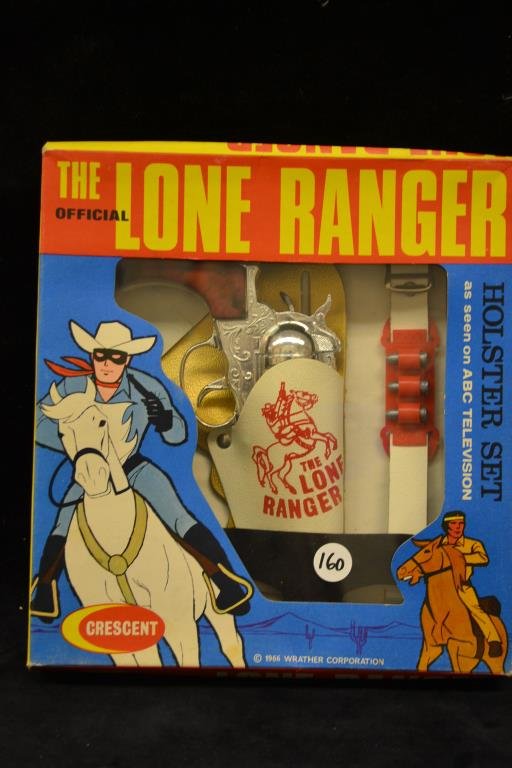 THE
OFFICIAL
LONE RANGER
HOLSTER SET
as seen on ABC TELEVISION
THE
LONE
RANGER
160
CRESCENT
© 1966 WRATHER CORPORATION